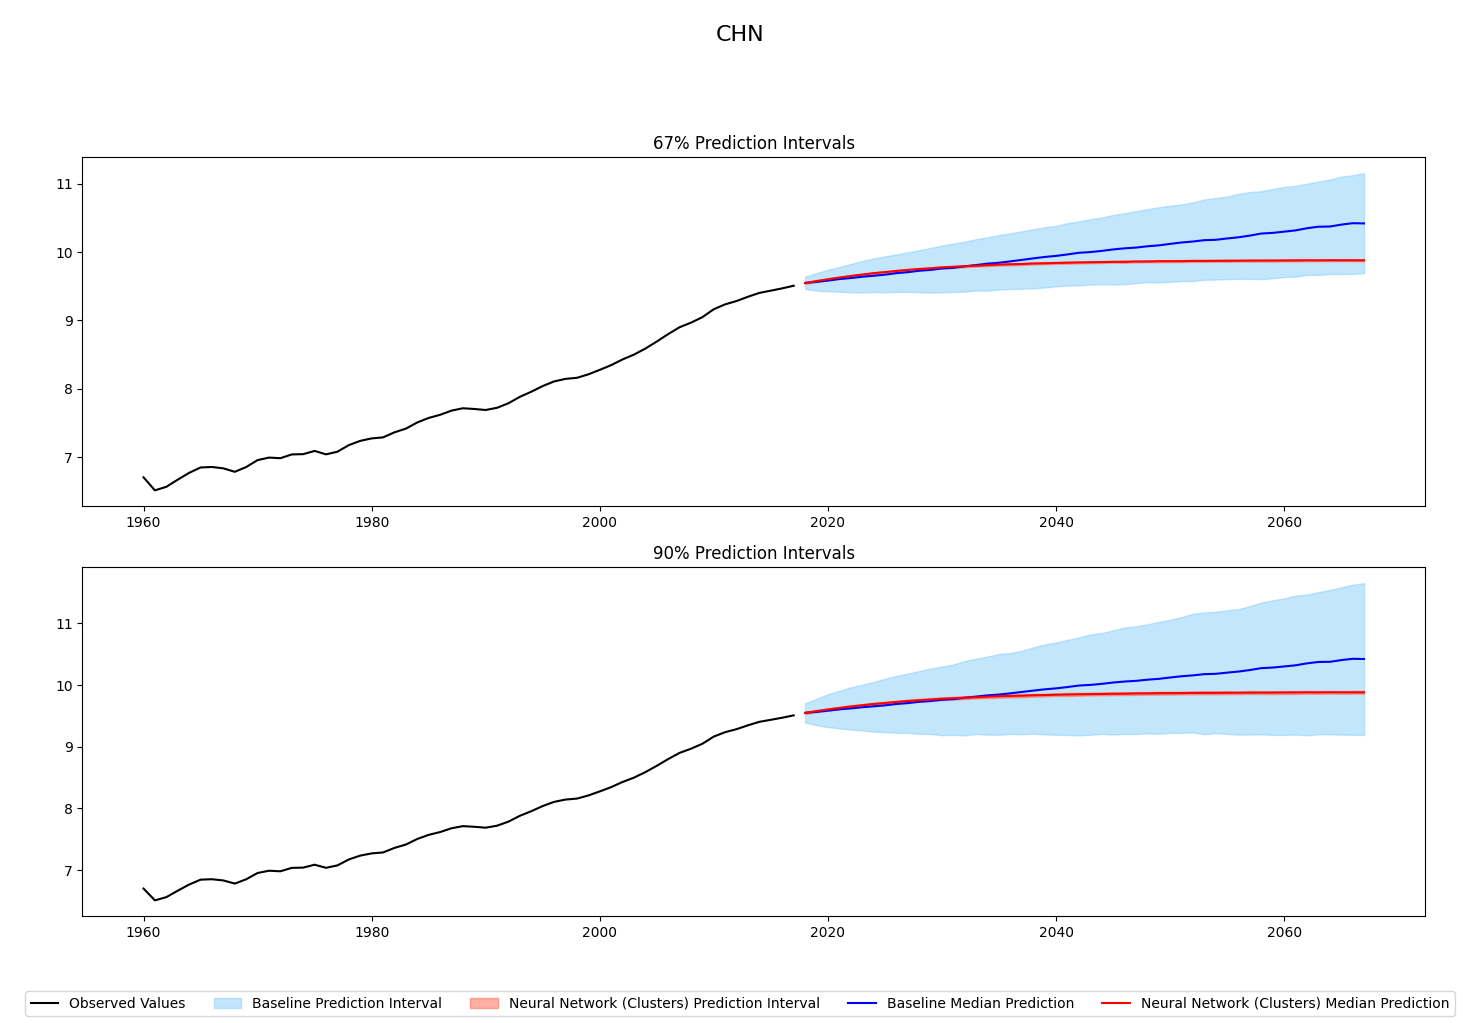 CHN
67% Prediction Intervals
11
10
9
8
7
1960 1980 2000 2020 2040 2060
90% Prediction Intervals
11
10
9
8
7
1960 1980 2000 2020 2040 2060
Observed Values Baseline Prediction Interval Neural Network (Clusters) Prediction Interval Baseline Median Prediction Neural Network (Clusters) Median Prediction